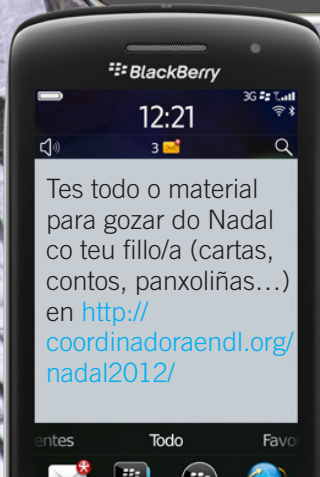 BlackBerry
3G
12:21
3
Tes todo o material
para gozar do Nadal
co teu fillo/a (cartas,
contos, panxoliñas…)
en http://
coordinadoraendl.org/
nadal2012/
entes Todo Favo